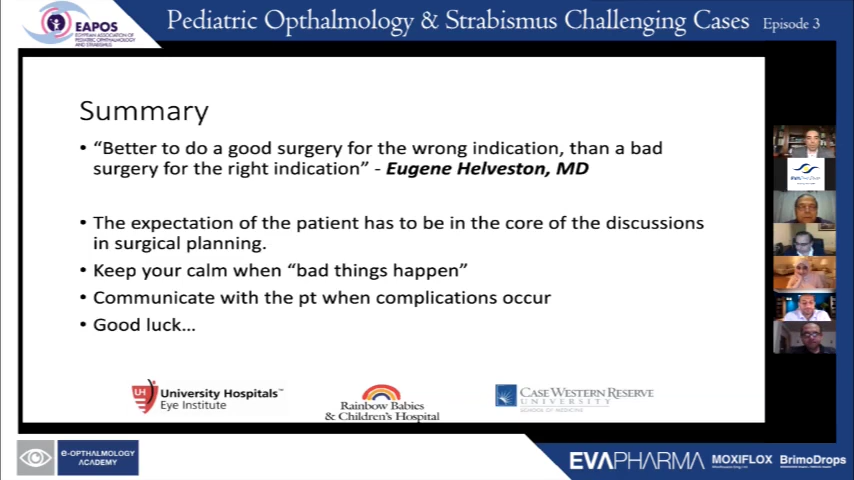 EAPOS
EGYPTIAN ASSOCIATION OF
PEDIATRIC OPHTHALMOLOGY
AND STRABISMUS
Pediatric Opthalmology & Strabismus Challenging Cases Episode 3
Summary
• “Better to do a good surgery for the wrong indication, than a bad
surgery for the right indication” - Eugene Helveston, MD
• The expectation of the patient has to be in the core of the discussions
in surgical planning.
• Keep your calm when “bad things happen”
• Communicate with the pt when complications occur
• Good luck...
UH
University Hospitals™
Eye Institute
Rainbow Babies
& Children's Hospital
CASE WESTERN RESERVE
UNIVERSITY
SCHOOL OF MEDICINE
e-OPTHALMOLOGY
ACADEMY
EVAPHARMA MOXIFLOX BrimoDrops